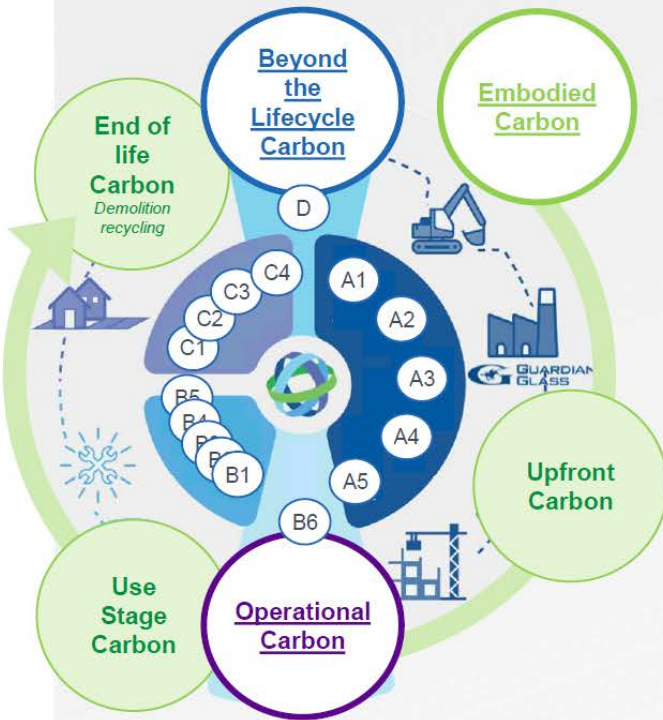 Beyond
the
Lifecycle
Carbon
Embodied
Carbon
End of
life
Carbon
Demolition
recycling
D
C4
C3
C2
C1
A1
A2
A3
A4
A5
GUARDIAN
GLASS
B5
B4
B1
B6
Upfront
Carbon
Use
Stage
Carbon
Operational
Carbon